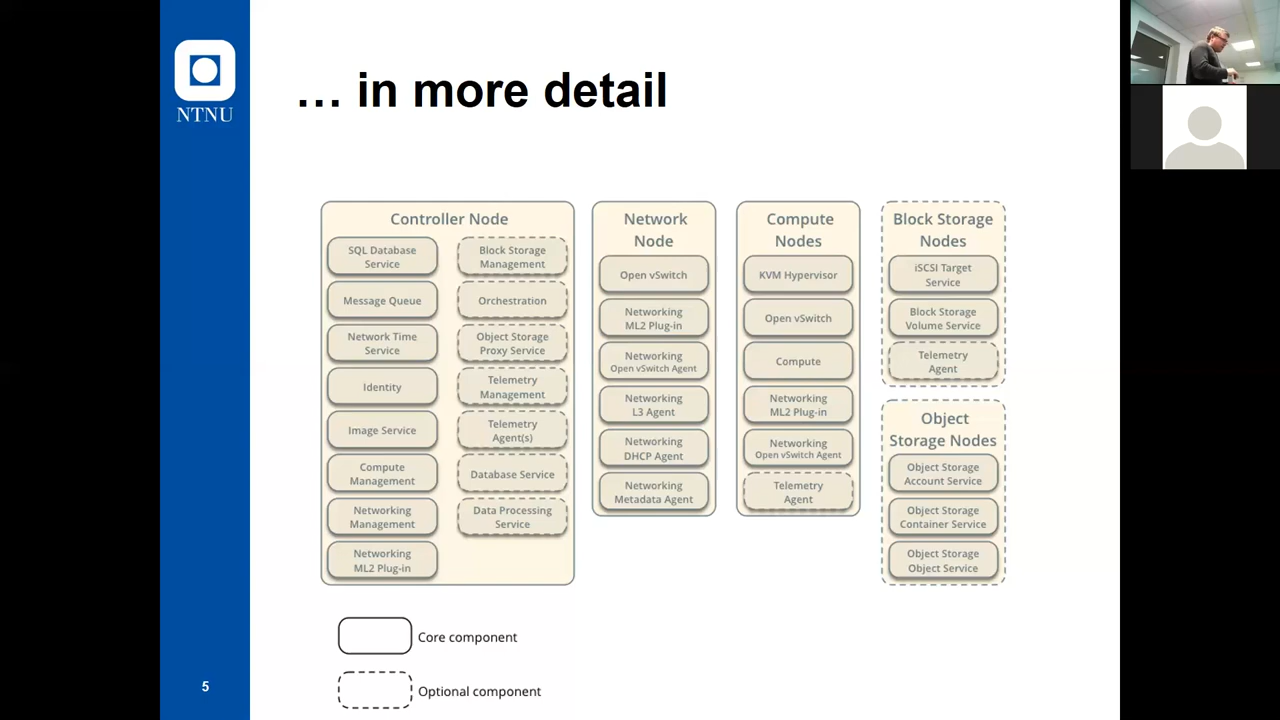 NTNU
… in more detail
Controller Node
SQL Database
Service
Message Queue
Network Time
Service
Identity
Image Service
Compute
Management
Networking
Management
Networking
ML2 Plug-in
Block Storage
Management
Orchestration
Object Storage
Proxy Service
Telemetry
Management
Telemetry
Agent(s)
Database Service
Data Processing
Service
Network
Node
Open vSwitch
Networking
ML2 Plug-in
Networking
Open vSwitch Agent
Networking
L3 Agent
Networking
DHCP Agent
Networking
Metadata Agent
Compute
Nodes
KVM Hypervisor
Open vSwitch
Compute
Networking
ML2 Plug-in
Networking
Open vSwitch Agent
Telemetry
Agent
Block Storage
Nodes
iSCSI Target
Service
Block Storage
Volume Service
Telemetry
Agent
Object
Storage Nodes
Object Storage
Account Service
Object Storage
Container Service
Object Storage
Object Service
Core component
Optional component
5